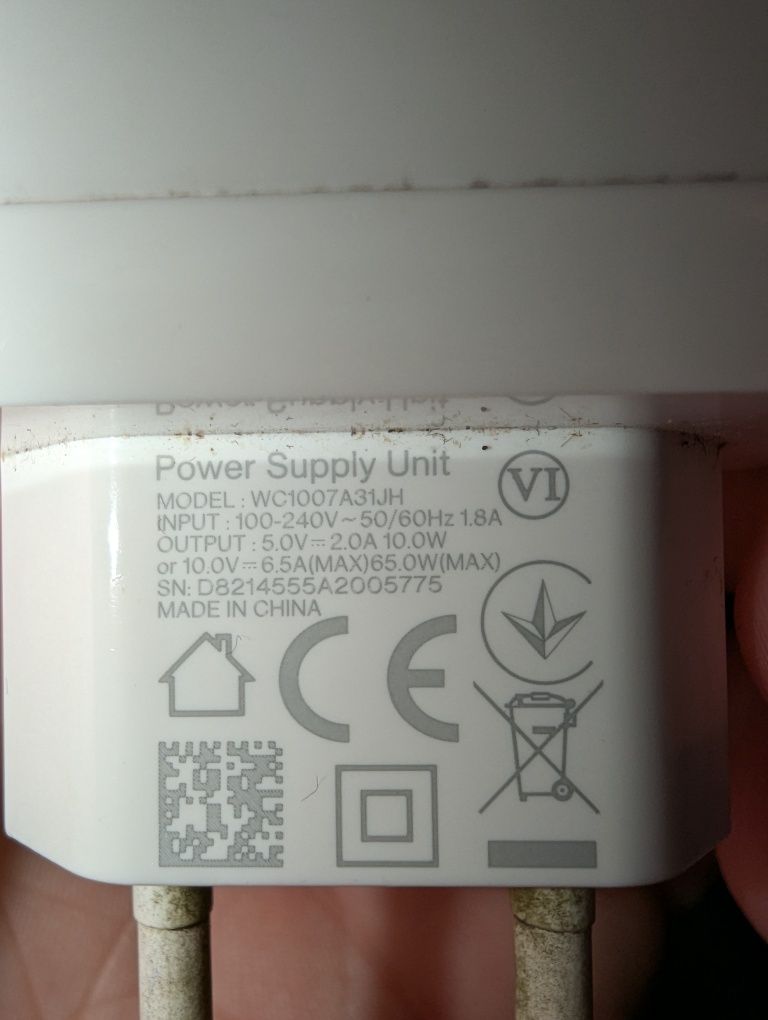 Power Supply Unit
VI
MODEL : WC1007A31JH
INPUT : 100-240V~50/60Hz 1.8A
OUTPUT : 5.0V⎓2.0A 10.0W
or 10.0V⎓6.5A(MAX)65.0W(MAX)
SN: D8214555A2005775
MADE IN CHINA
CE